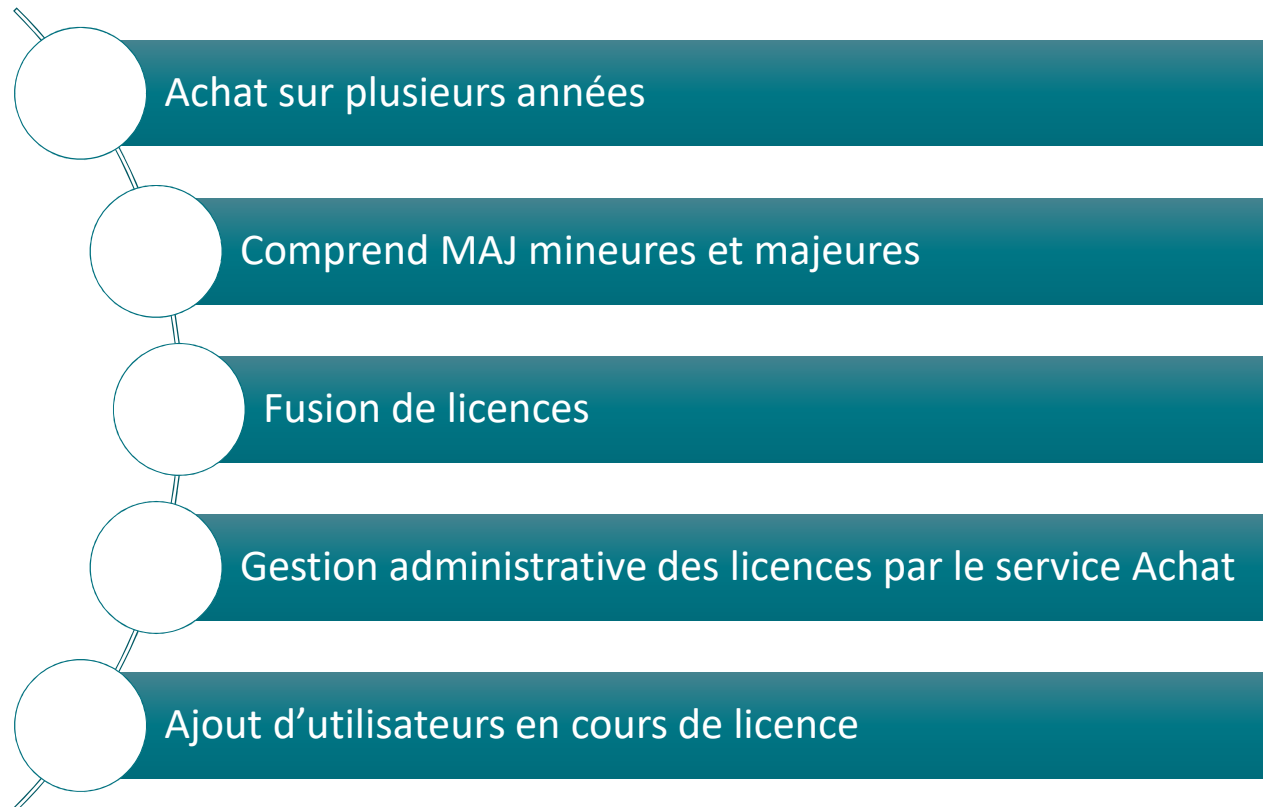 Achat sur plusieurs années
Comprend MAJ mineures et majeures
Fusion de licences
Gestion administrative des licences par le service Achat
Ajout d’utilisateurs en cours de licence